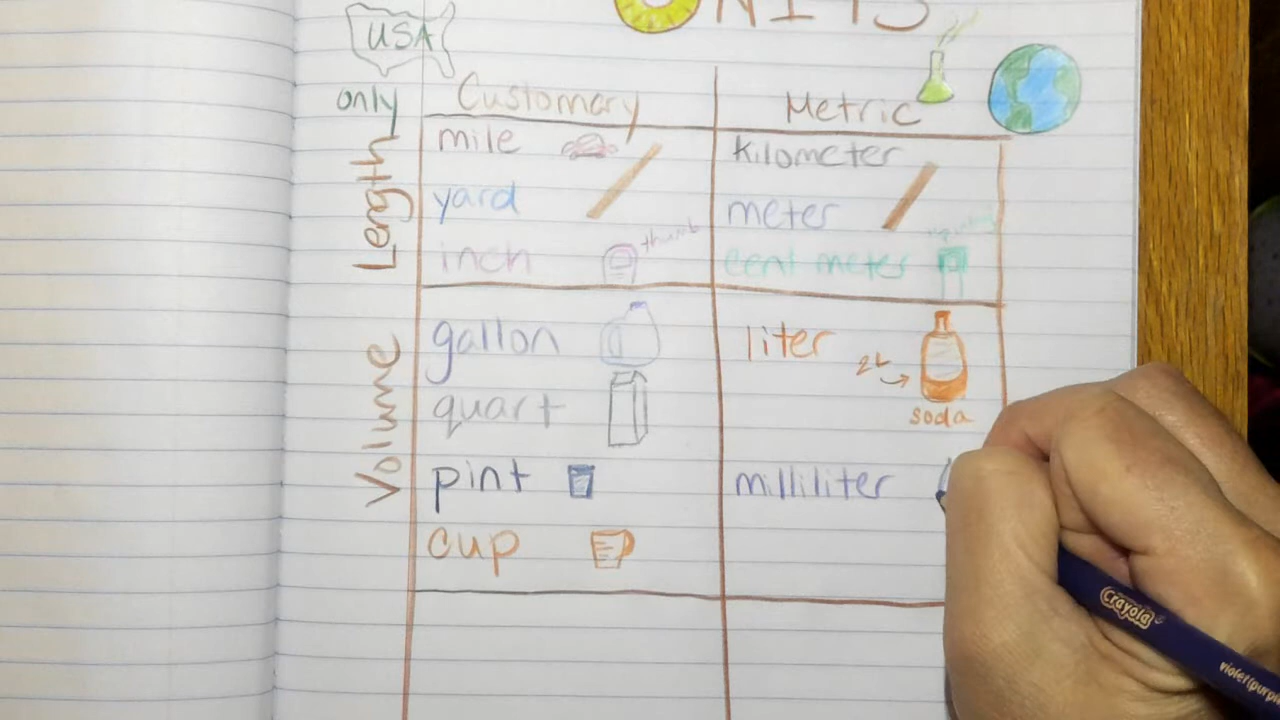 UNITS
USA
only
Customary
Metric
Length
mile
kilometer
yard
meter
inch
thumb
centimeter
Volume
gallon
liter
2L
soda
quart
pint
milliliter
cup
Crayola
violet(purple